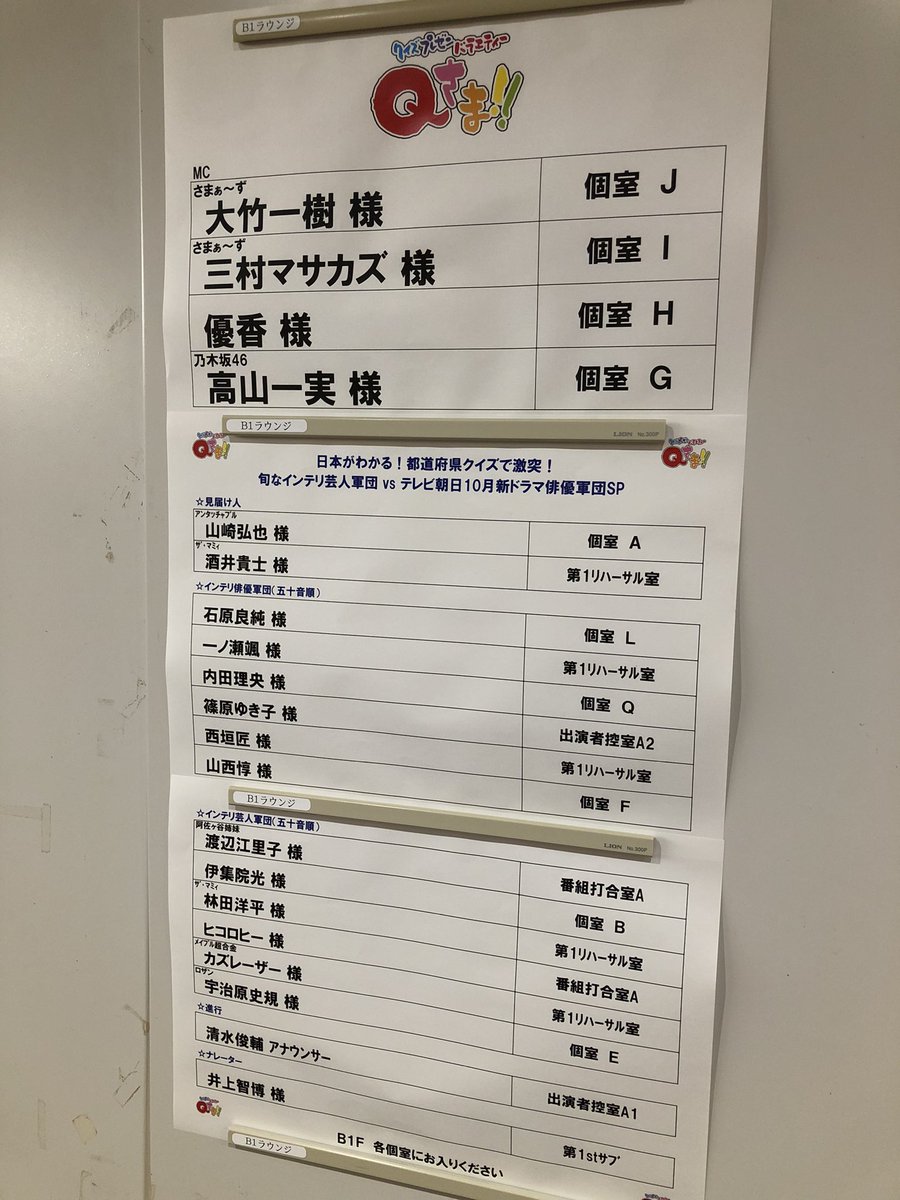 B1ラウンジ
クイズプレゼンバラエティー
Qさま!!
MC
さまぁ～ず
大竹一樹 様 個室 J
さまぁ～ず
三村マサカズ 様 個室 I
優香 様 個室 H
乃木坂46
高山一実 様 個室 G
B1ラウンジ
LION No.300P
Qさま!!
Qさま!!
日本がわかる！都道府県クイズで激突！
旬なインテリ芸人軍団 vs テレビ朝日10月新ドラマ俳優軍団SP
☆見届け人
アンタッチャブル
山崎弘也 様 個室 A
ザ・マミィ
酒井貴士 様 第1リハーサル室
☆インテリ俳優軍団(五十音順)
石原良純 様 個室 L
一ノ瀬颯 様 第1リハーサル室
内田理央 様 個室 Q
篠原ゆき子 様 出演者控室A2
西垣匠 様 第1リハーサル室
山西惇 様 個室 F
B1ラウンジ
LION No.300P
☆インテリ芸人軍団(五十音順)
阿佐ヶ谷姉妹
渡辺江里子 様 番組打合室A
伊集院光 様 個室 B
ザ・マミィ
林田洋平 様 第1リハーサル室
ヒコロヒー 様 番組打合室A
メイプル超合金
カズレーザー 様 第1リハーサル室
ロザン
宇治原史規 様 個室 E
☆進行
清水俊輔 アナウンサー 出演者控室A1
☆ナレーター
井上智博 様 第1stサブ
Qさま!!
B1F 各個室にお入りください
B1ラウンジ